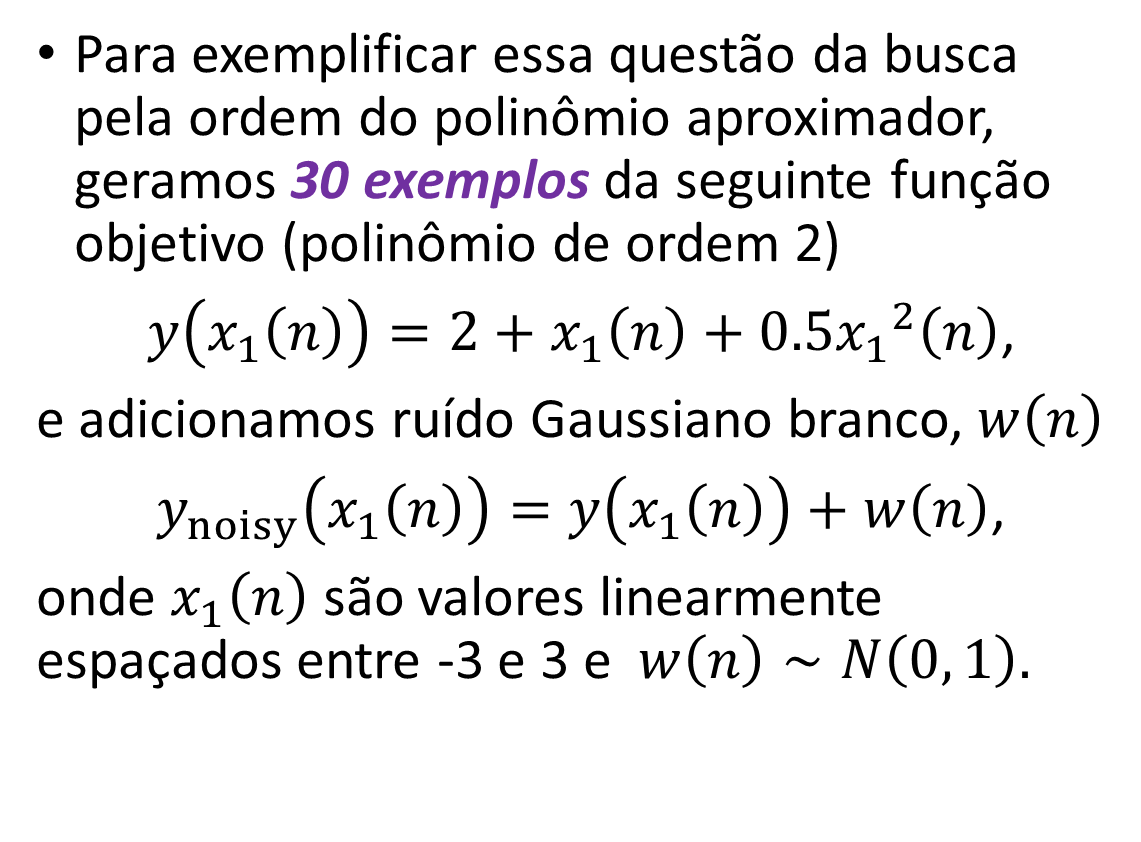 • Para exemplificar essa questão da busca
pela ordem do polinômio aproximador,
geramos 30 exemplos da seguinte função
objetivo (polinômio de ordem 2)
y(x₁(n)) = 2 + x₁(n) + 0.5x₁²(n),
e adicionamos ruído Gaussiano branco, w(n)
y_noisy(x₁(n)) = y(x₁(n)) + w(n),
onde x₁(n) são valores linearmente
espaçados entre -3 e 3 e w(n) ~ N(0, 1).